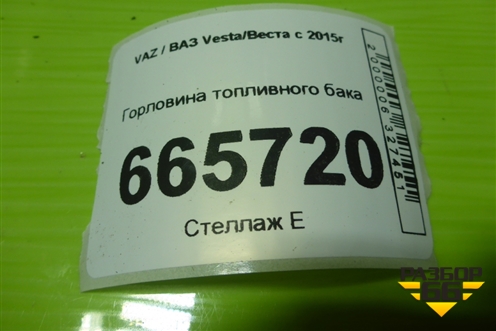 VAZ / ВАЗ Vesta/Веста с 2015г
Горловина топливного бака
665720
Стеллаж Е
2000006327451
РАЗБОР
66